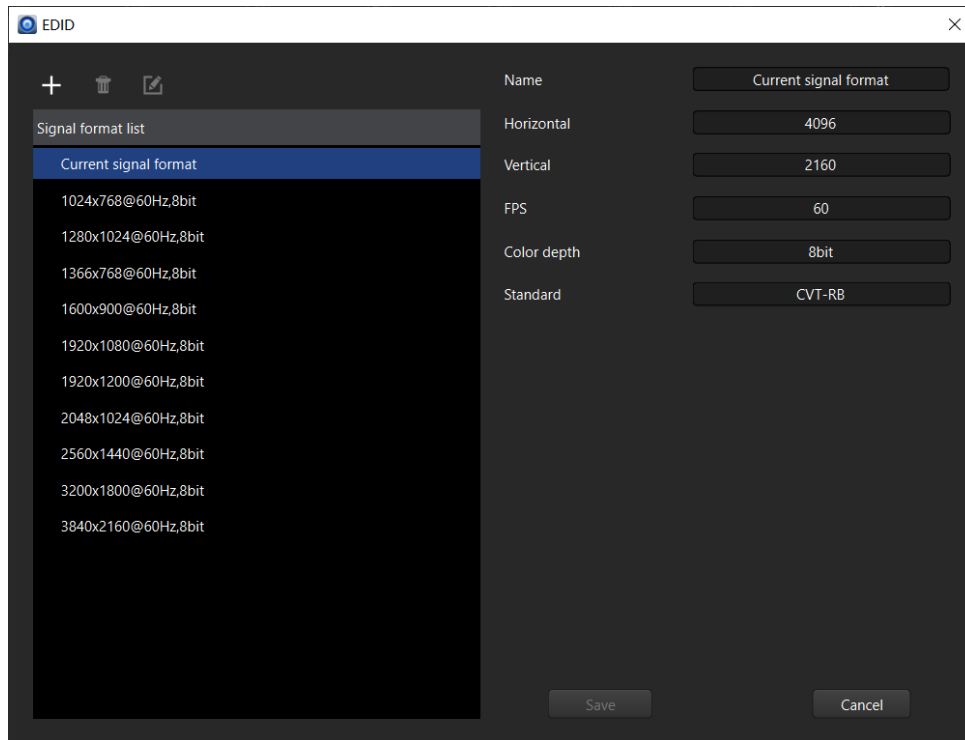 EDID
Signal format list
Current signal format
1024x768@60Hz,8bit
1280x1024@60Hz,8bit
1366x768@60Hz,8bit
1600x900@60Hz,8bit
1920x1080@60Hz,8bit
1920x1200@60Hz,8bit
2048x1024@60Hz,8bit
2560x1440@60Hz,8bit
3200x1800@60Hz,8bit
3840x2160@60Hz,8bit
Name Current signal format
Horizontal 4096
Vertical 2160
FPS 60
Color depth 8bit
Standard CVT-RB
Save Cancel